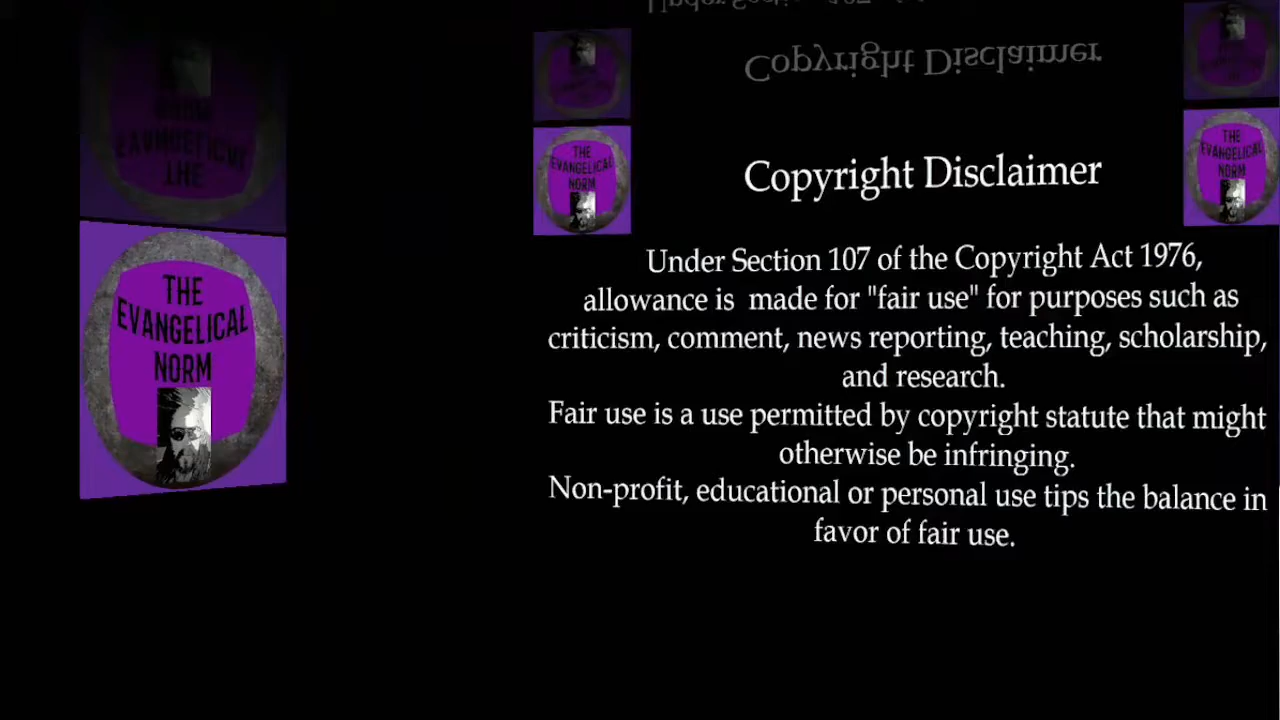 THE
EVANGELICAL
NORM
THE
EVANGELICAL
NORM
THE
EVANGELICAL
NORM
Copyright Disclaimer
Copyright Disclaimer
Under Section 107 of the Copyright Act 1976,
allowance is made for "fair use" for purposes such as
criticism, comment, news reporting, teaching, scholarship,
and research.
Fair use is a use permitted by copyright statute that might
otherwise be infringing.
Non-profit, educational or personal use tips the balance in
favor of fair use.